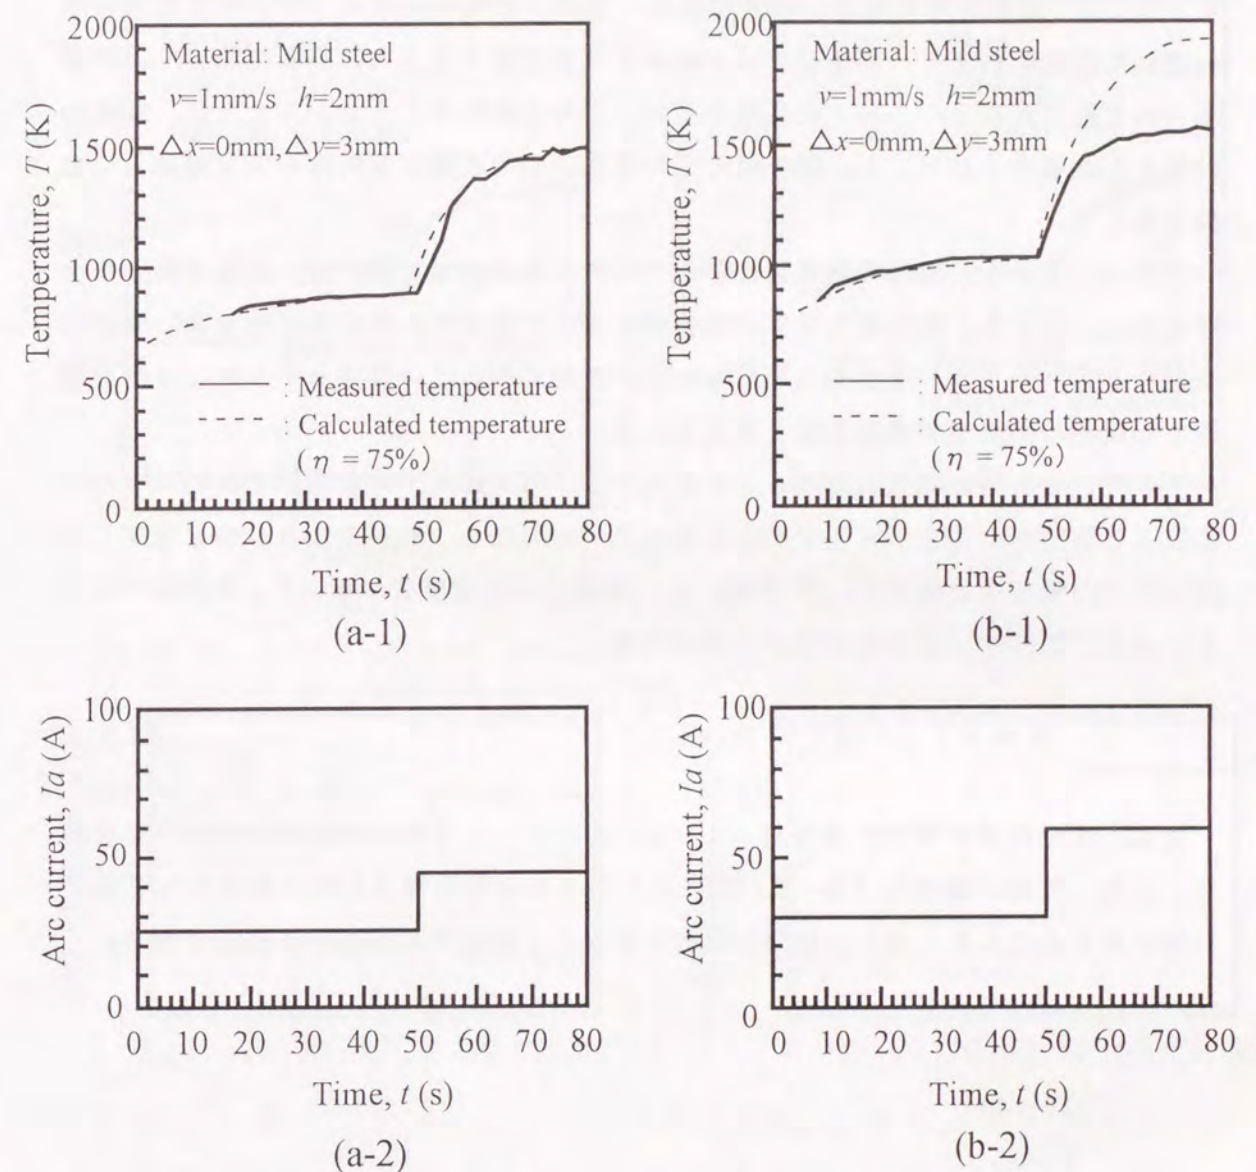 2000
1500
1000
500
0
Temperature, T (K)
Material: Mild steel
v=1mm/s h=2mm
Δx=0mm, Δy=3mm
: Measured temperature
: Calculated temperature
( η = 75%)
0 10 20 30 40 50 60 70 80
Time, t (s)
(a-1)
2000
1500
1000
500
0
Temperature, T (K)
Material: Mild steel
v=1mm/s h=2mm
Δx=0mm, Δy=3mm
: Measured temperature
: Calculated temperature
( η = 75%)
0 10 20 30 40 50 60 70 80
Time, t (s)
(b-1)
100
50
0
Arc current, Ia (A)
0 10 20 30 40 50 60 70 80
Time, t (s)
(a-2)
100
50
0
Arc current, Ia (A)
0 10 20 30 40 50 60 70 80
Time, t (s)
(b-2)